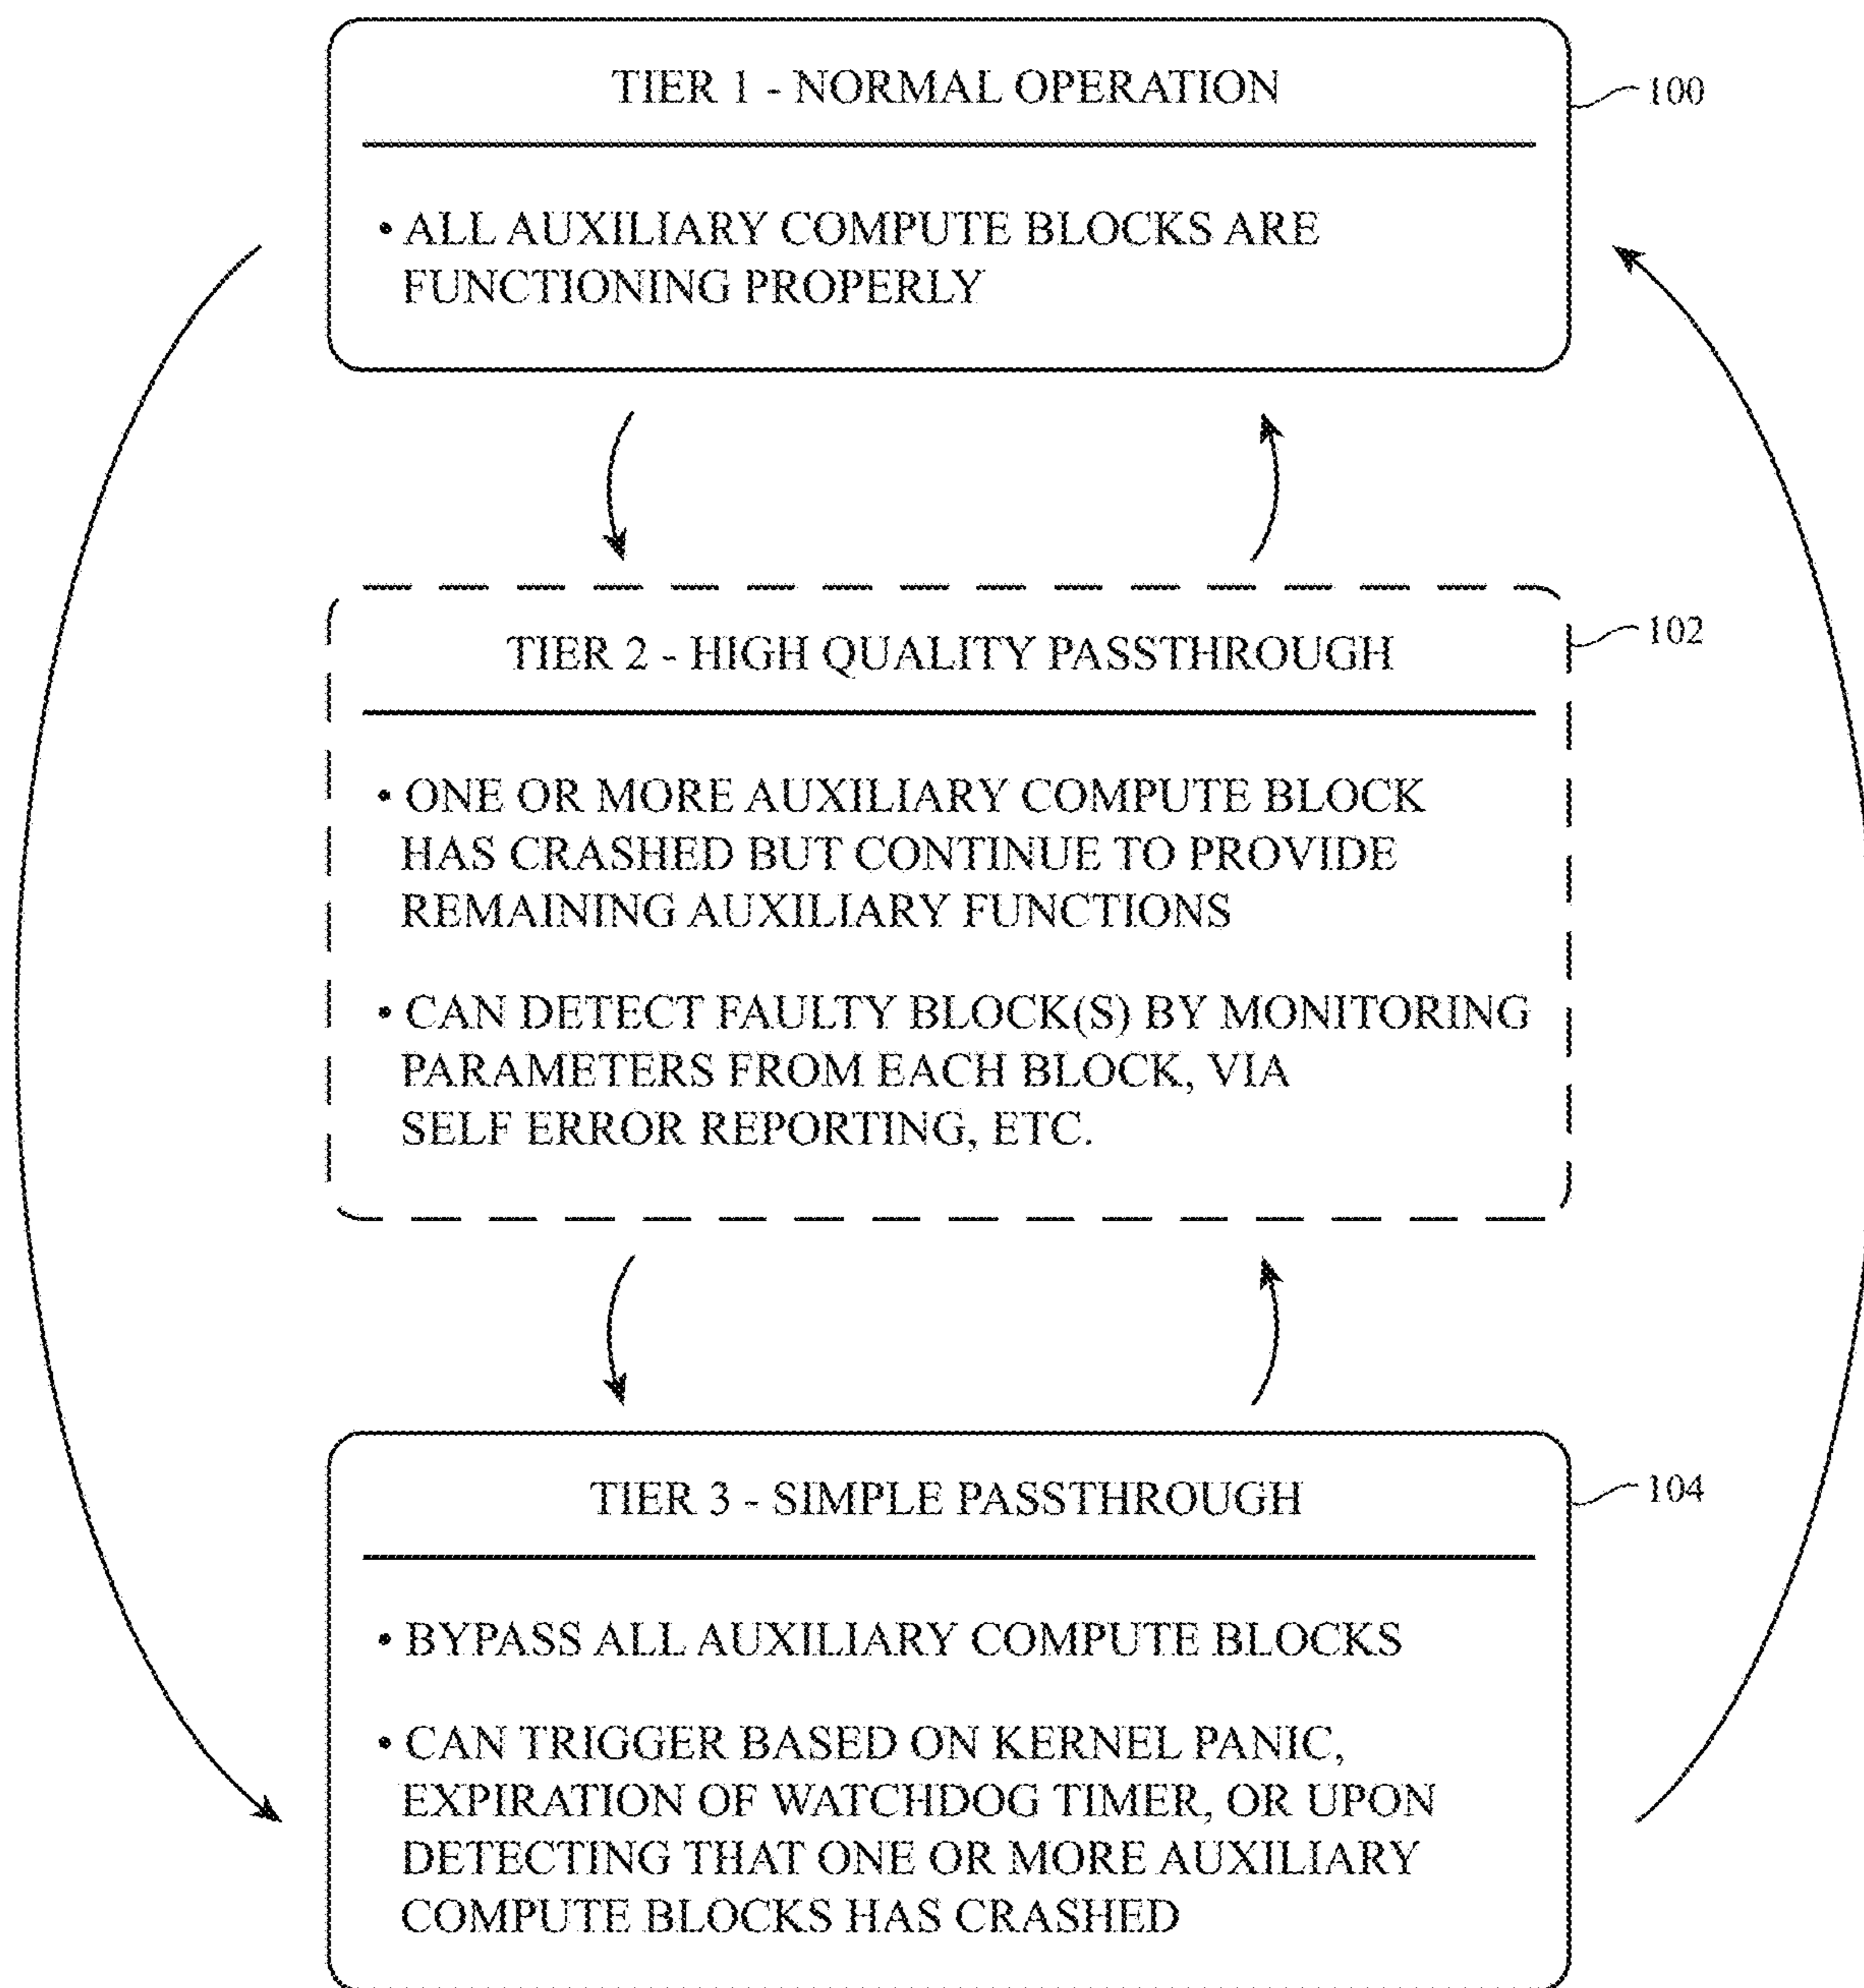 TIER 1 - NORMAL OPERATION
100
• ALL AUXILIARY COMPUTE BLOCKS ARE
FUNCTIONING PROPERLY
TIER 2 - HIGH QUALITY PASSTHROUGH
102
• ONE OR MORE AUXILIARY COMPUTE BLOCK
HAS CRASHED BUT CONTINUE TO PROVIDE
REMAINING AUXILIARY FUNCTIONS
• CAN DETECT FAULTY BLOCK(S) BY MONITORING
PARAMETERS FROM EACH BLOCK, VIA
SELF ERROR REPORTING, ETC.
TIER 3 - SIMPLE PASSTHROUGH
104
• BYPASS ALL AUXILIARY COMPUTE BLOCKS
• CAN TRIGGER BASED ON KERNEL PANIC,
EXPIRATION OF WATCHDOG TIMER, OR UPON
DETECTING THAT ONE OR MORE AUXILIARY
COMPUTE BLOCKS HAS CRASHED